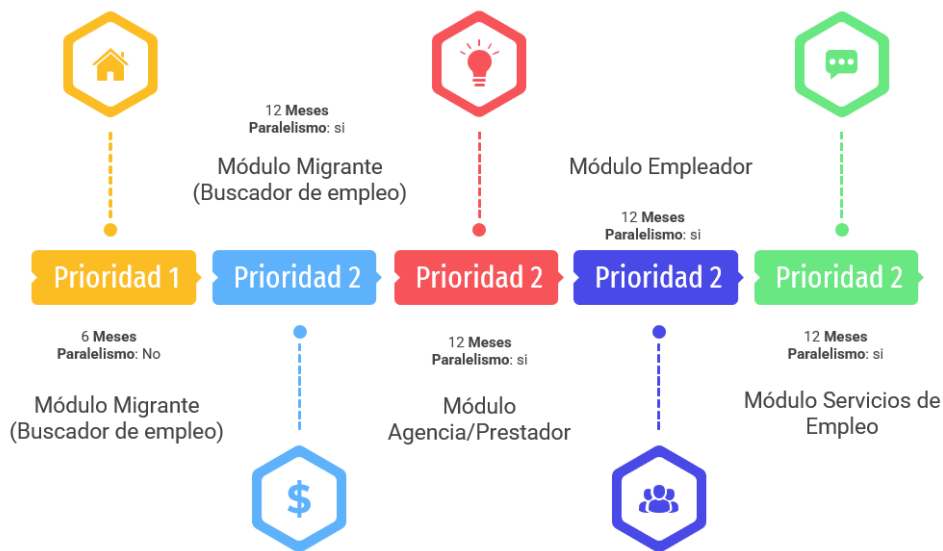 12 Meses
Paralelismo: si
Módulo Migrante
(Buscador de empleo)
Módulo Empleador
12 Meses
Paralelismo: si
Prioridad 1
Prioridad 2
Prioridad 2
Prioridad 2
Prioridad 2
6 Meses
Paralelismo: No
Módulo Migrante
(Buscador de empleo)
12 Meses
Paralelismo: si
Módulo
Agencia/Prestador
12 Meses
Paralelismo: si
Módulo Servicios de
Empleo
$